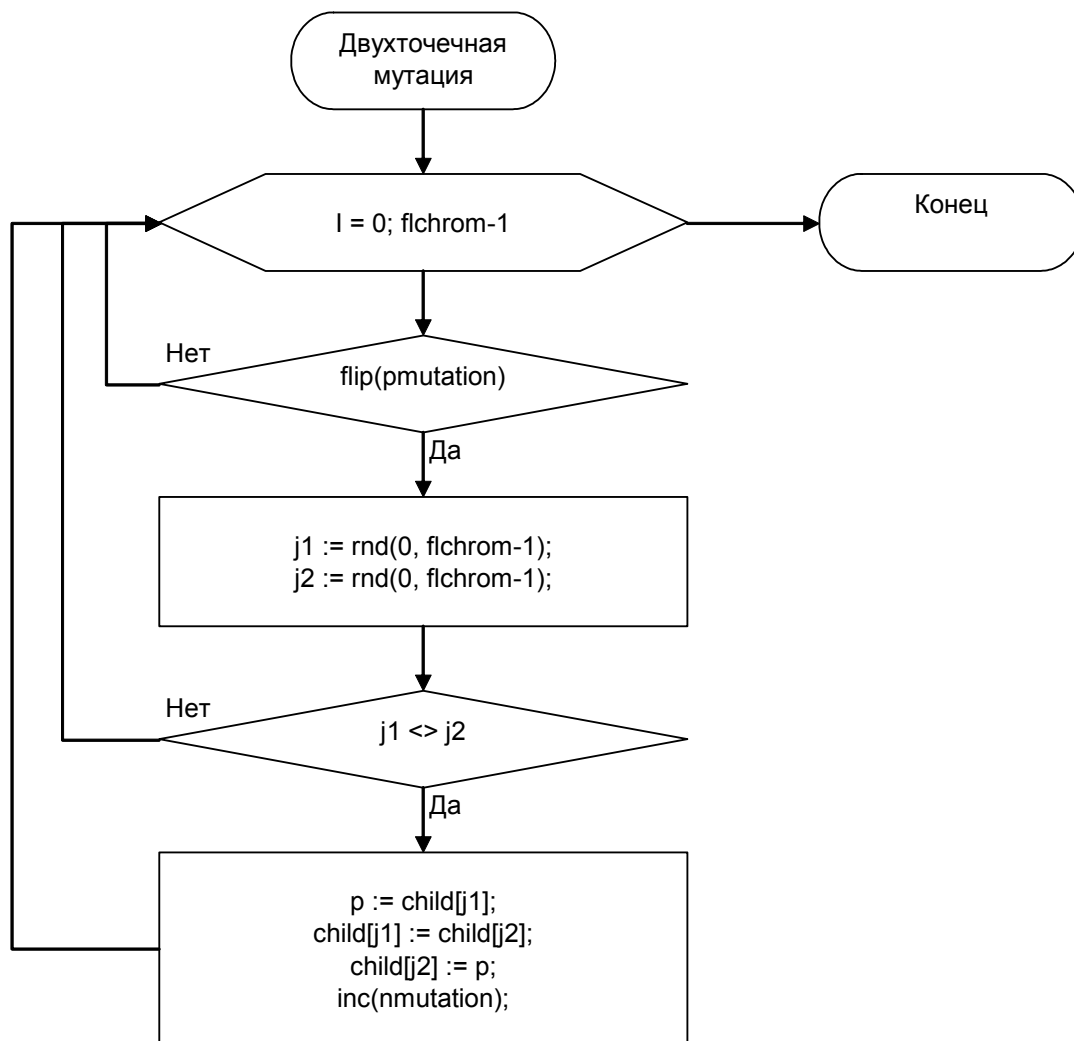 Двухточечная
мутация
I = 0; flchrom-1
Конец
Нет
flip(pmutation)
Да
j1 := rnd(0, flchrom-1);
j2 := rnd(0, flchrom-1);
Нет
j1 <> j2
Да
p := child[j1];
child[j1] := child[j2];
child[j2] := p;
inc(nmutation);